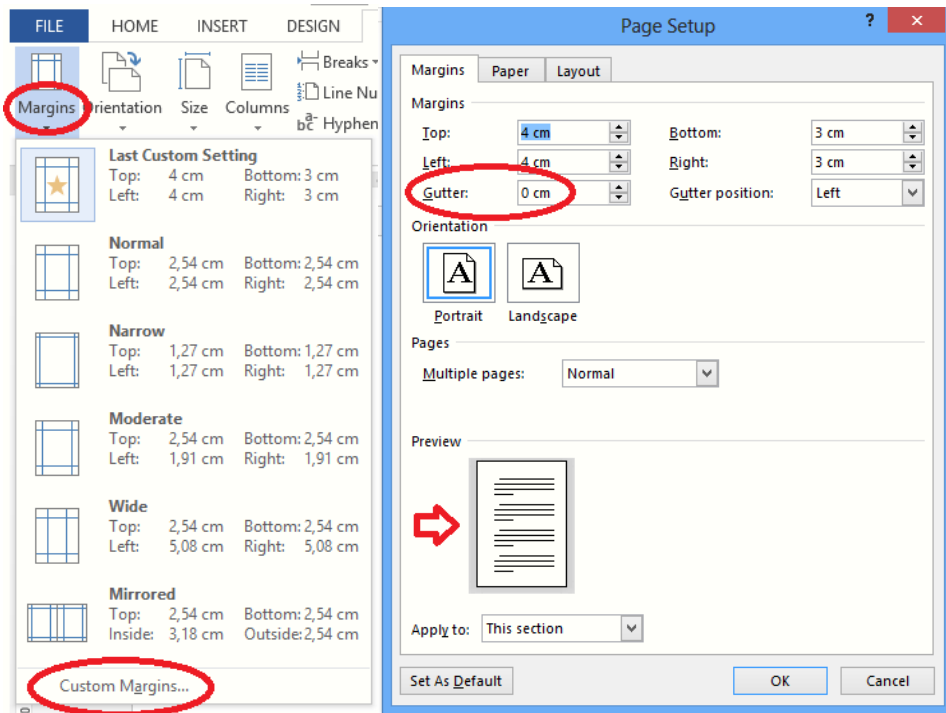 FILE HOME INSERT DESIGN
Margins Orientation Size Columns
Breaks
Line Nu
bc
a-
Hyphen
Last Custom Setting
Top: 4 cm Bottom: 3 cm
Left: 4 cm Right: 3 cm
Normal
Top: 2,54 cm Bottom: 2,54 cm
Left: 2,54 cm Right: 2,54 cm
Narrow
Top: 1,27 cm Bottom: 1,27 cm
Left: 1,27 cm Right: 1,27 cm
Moderate
Top: 2,54 cm Bottom: 2,54 cm
Left: 1,91 cm Right: 1,91 cm
Wide
Top: 2,54 cm Bottom: 2,54 cm
Left: 5,08 cm Right: 5,08 cm
Mirrored
Top: 2,54 cm Bottom: 2,54 cm
Inside: 3,18 cm Outside: 2,54 cm
Custom Margins...
Page Setup ?
Margins Paper Layout
Margins
Top: 4 cm Bottom: 3 cm
Left: 4 cm Right: 3 cm
Gutter: 0 cm Gutter position: Left
Orientation
A A
Portrait Landscape
Pages
Multiple pages: Normal
Preview
Apply to: This section
Set As Default OK Cancel